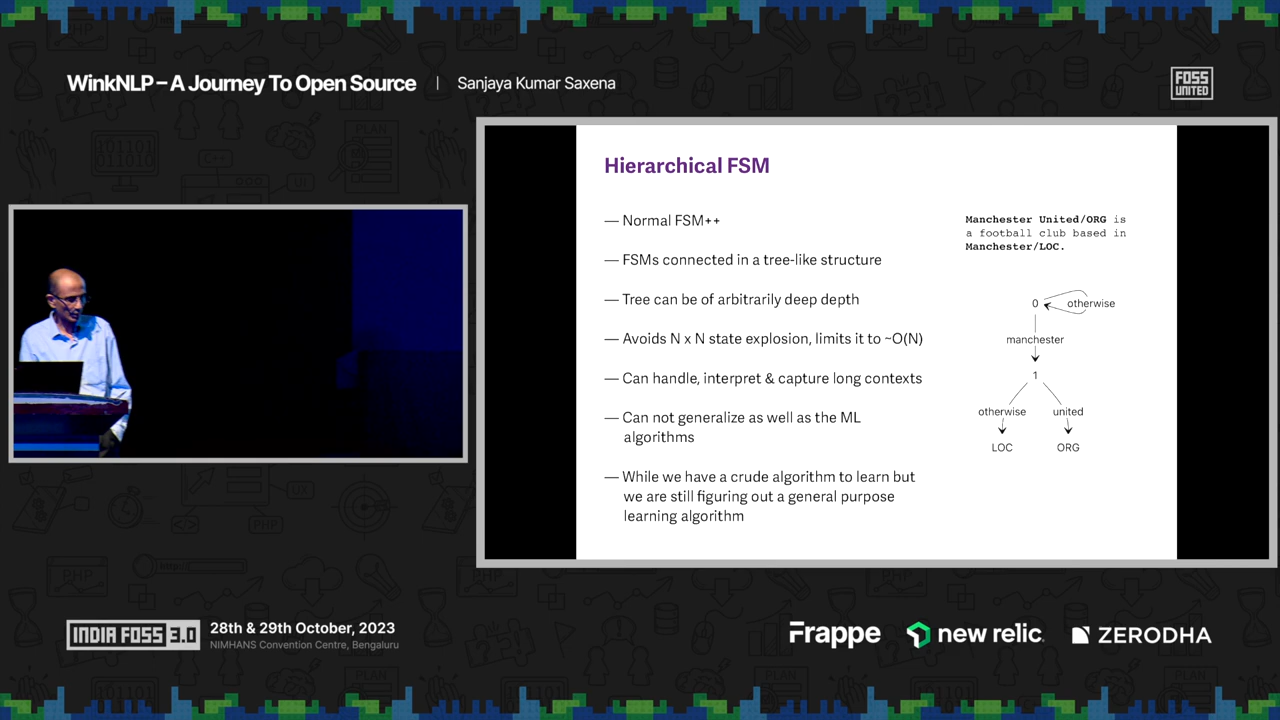 WinkNLP – A Journey To Open Source | Sanjaya Kumar Saxena
FOSS
UNITED
Hierarchical FSM
— Normal FSM++
— FSMs connected in a tree-like structure
— Tree can be of arbitrarily deep depth
— Avoids N x N state explosion, limits it to ~O(N)
— Can handle, interpret & capture long contexts
— Can not generalize as well as the ML
algorithms
— While we have a crude algorithm to learn but
we are still figuring out a general purpose
learning algorithm
Manchester United/ORG is
a football club based in
Manchester/LOC.
0
otherwise
manchester
1
otherwise
united
LOC
ORG
INDIA FOSS 3.0
28th & 29th October, 2023
NIMHANS Convention Centre, Bengaluru
Frappe
new relic
ZERODHA